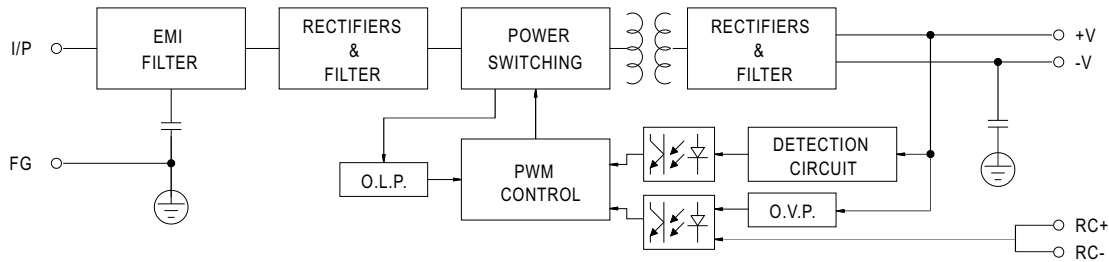 I/P
EMI
FILTER
RECTIFIERS
&
FILTER
POWER
SWITCHING
RECTIFIERS
&
FILTER
+V
-V
FG
O.L.P.
PWM
CONTROL
DETECTION
CIRCUIT
O.V.P.
RC+
RC-